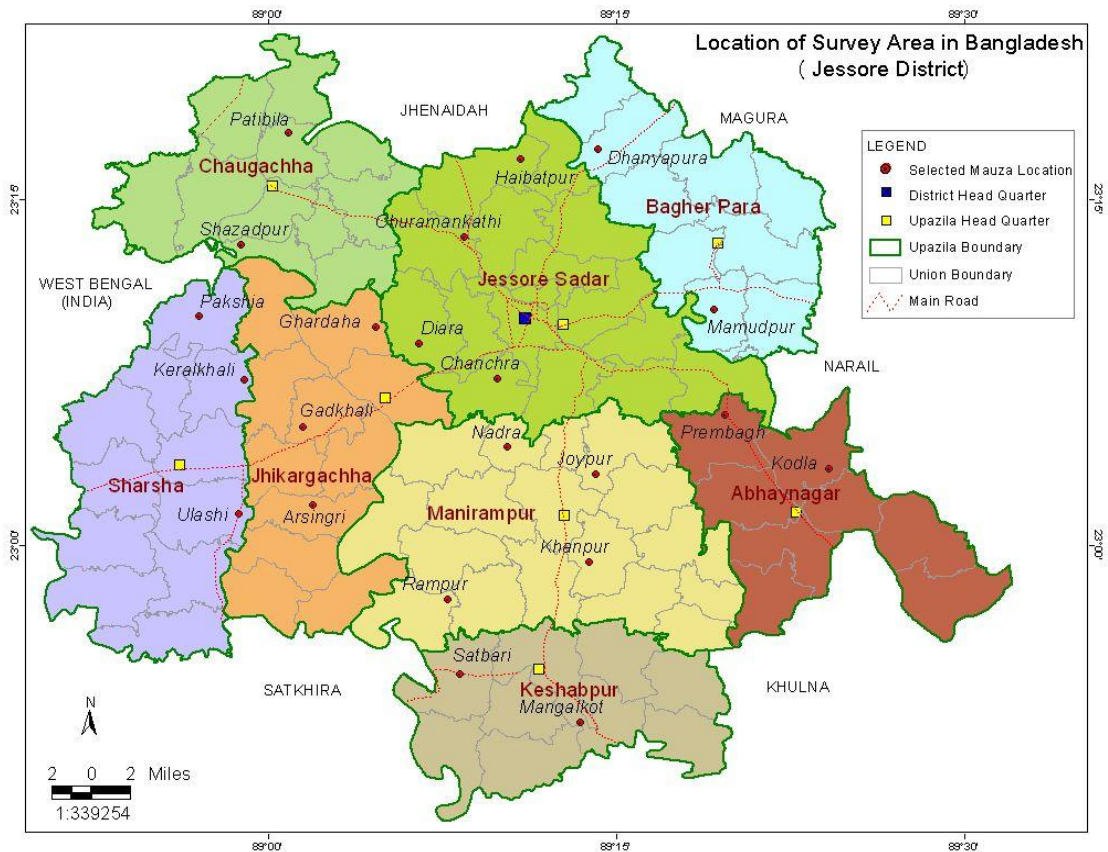 89°00'
89°15'
89°30'
Location of Survey Area in Bangladesh
( Jessore District)
JHENAIDAH
MAGURA
Patibila
Dhanyapura
Haibatpur
LEGEND
Selected Mauza Location
District Head Quarter
Upazila Head Quarter
Upazila Boundary
Union Boundary
Main Road
Chaugachha
23°15'
23°15'
Bagher Para
Churamankathi
Shazadpur
WEST BENGAL
(INDIA)
Jessore Sadar
Pakshia
Ghardaha
Diara
Mamudpur
Keralkhali
Chanchra
NARAIL
Gadkhali
Nadra
Prembagh
Joypur
Kodla
Sharsha
Jhikargachha
Abhaynagar
Ulashi
Arsingri
Manirampur
23°00'
23°00'
Khanpur
Rampur
Satbari
SATKHIRA
Keshabpur
KHULNA
Mangalkot
N
2 0 2 Miles
1:339254
89°00'
89°15'
89°30'